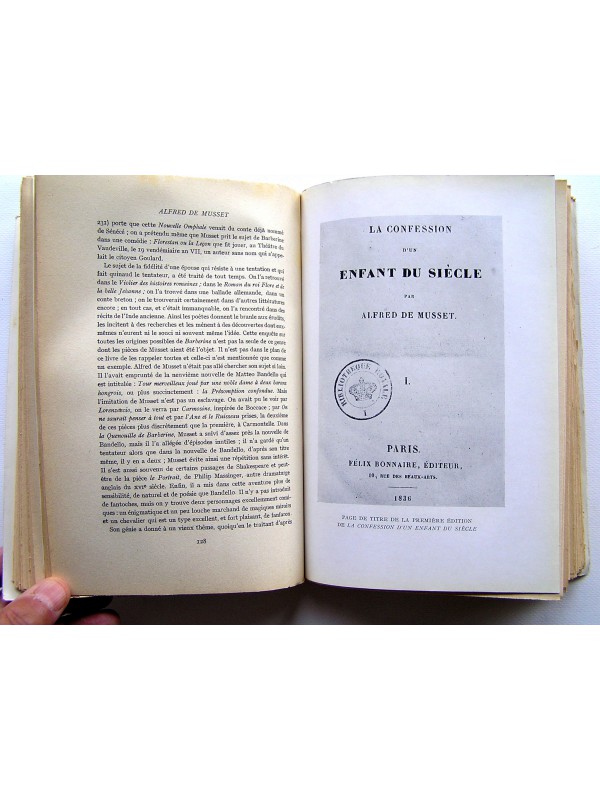 ALFRED DE MUSSET
232) porte que cette Nouvelle Omphale venait du conte déjà nommé
de Sénécé ; on a prétendu même que Musset prit le sujet de Barberine
dans une comédie : Florestan ou la Leçon que fit jouer, au Théâtre du
Vaudeville, le 19 vendémiaire an VII, un auteur sans nom qui s'appe-
lait le citoyen Goulard.
Le sujet de la fidélité d'une épouse qui résiste à une tentation et qui
fait quinaud le tentateur, a été traité de tout temps. On l'a retrouvé
dans le Violier des histoires romaines ; dans le Roman du roi Flore et de
la belle Jehanne ; on l'a trouvé dans une ballade allemande, dans un
conte breton ; on le trouverait certainement dans d'autres littératures
encore ; en tout cas, et c'était immanquable, on l'a rencontré dans des
récits de l'Inde ancienne. Ainsi les poètes donnent le branle aux érudits,
les incitent à des recherches et les mènent à des découvertes dont eux-
mêmes n'eurent ni le souci ni souvent même l'idée. Cette enquête sur
toutes les origines possibles de Barberine n'est pas la seule de ce genre
dont les pièces de Musset aient été l'objet. Il n'est pas dans le plan de
ce livre de les rappeler toutes et celle-ci n'est mentionnée que comme
exemple. Alfred de Musset n'était pas allé chercher son sujet si loin.
Il l'avait emprunté de la neuvième nouvelle de Matteo Bandello qui
est intitulée : Tour merveilleux joué par une noble dame à deux barons
hongrois, ou plus succinctement : la Présomption confondue. Mais
l'imitation de Musset n'est pas un esclavage. On avait pu le voir par
Lorenzaccio, on le verra par Carmosine, inspirée de Boccace ; par On
ne saurait penser à tout et par l'Ane et le Ruisseau prises, la deuxième
de ces pièces plus discrètement que la première, à Carmontelle. Dans
la Quenouille de Barberine, Musset a suivi d'assez près la nouvelle de
Bandello, mais il l'a allégée d'épisodes inutiles ; il n'a gardé qu'un
tentateur alors que dans la nouvelle de Bandello, d'après son titre
même, il y en a deux ; Musset évite ainsi une répétition sans intérêt.
Il s'est aussi souvenu de certains passages de Shakespeare et peut-
être de la pièce le Portrait, de Philip Massinger, autre dramaturge
anglais du XVIe siècle. Enfin, il a mis dans cette aventure plus de
sensibilité, de naturel et de poésie que Bandello. Il n'y a pas introduit
de fantoches, mais on y trouve deux personnages excellemment comi-
ques : un énigmatique et un peu louche marchand de magiques miroirs
et un chevalier qui est un type excellent, et fort plaisant, de fanfaron.
Son génie a donné à un vieux thème, quoiqu'en le traitant d'après
128
LA CONFESSION
D'UN
ENFANT DU SIÈCLE
PAR
ALFRED DE MUSSET.
BIBLIOTHEQUE ROYALE
I
I.
PARIS.
FÉLIX BONNAIRE, ÉDITEUR,
10, RUE DES BEAUX-ARTS.
1836
PAGE DE TITRE DE LA PREMIÈRE ÉDITION
DE LA CONFESSION D'UN ENFANT DU SIÈCLE